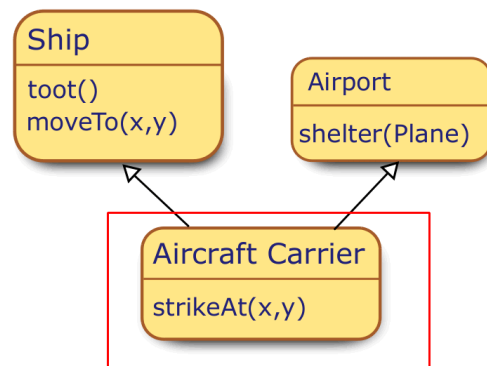 Ship
toot()
moveTo(x,y)
Airport
shelter(Plane)
Aircraft Carrier
strikeAt(x,y)